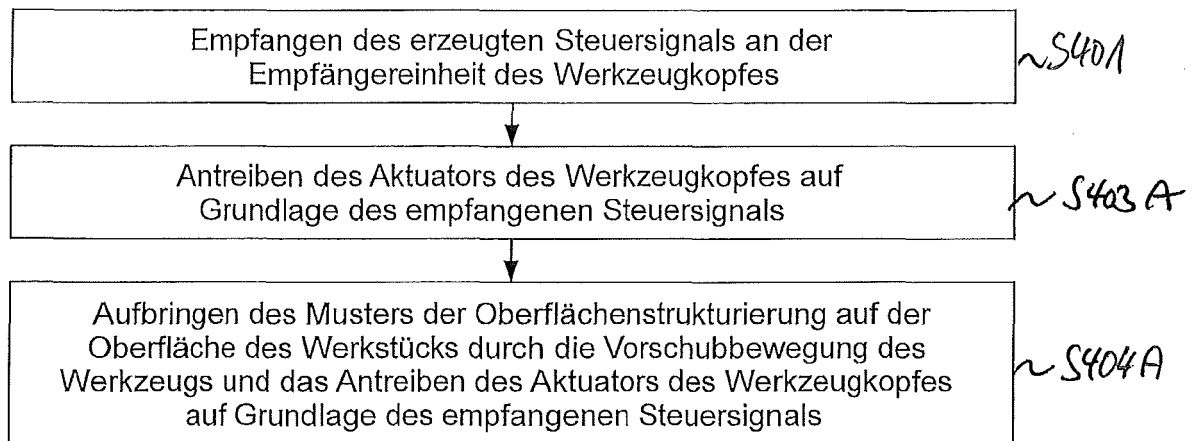 Empfangen des erzeugten Steuersignals an der
Empfängereinheit des Werkzeugkopfes
~S401
Antreiben des Aktuators des Werkzeugkopfes auf
Grundlage des empfangenen Steuersignals
~S403A
Aufbringen des Musters der Oberflächenstrukturierung auf der
Oberfläche des Werkstücks durch die Vorschubbewegung des
Werkzeugs und das Antreiben des Aktuators des Werkzeugkopfes
auf Grundlage des empfangenen Steuersignals
~S404A